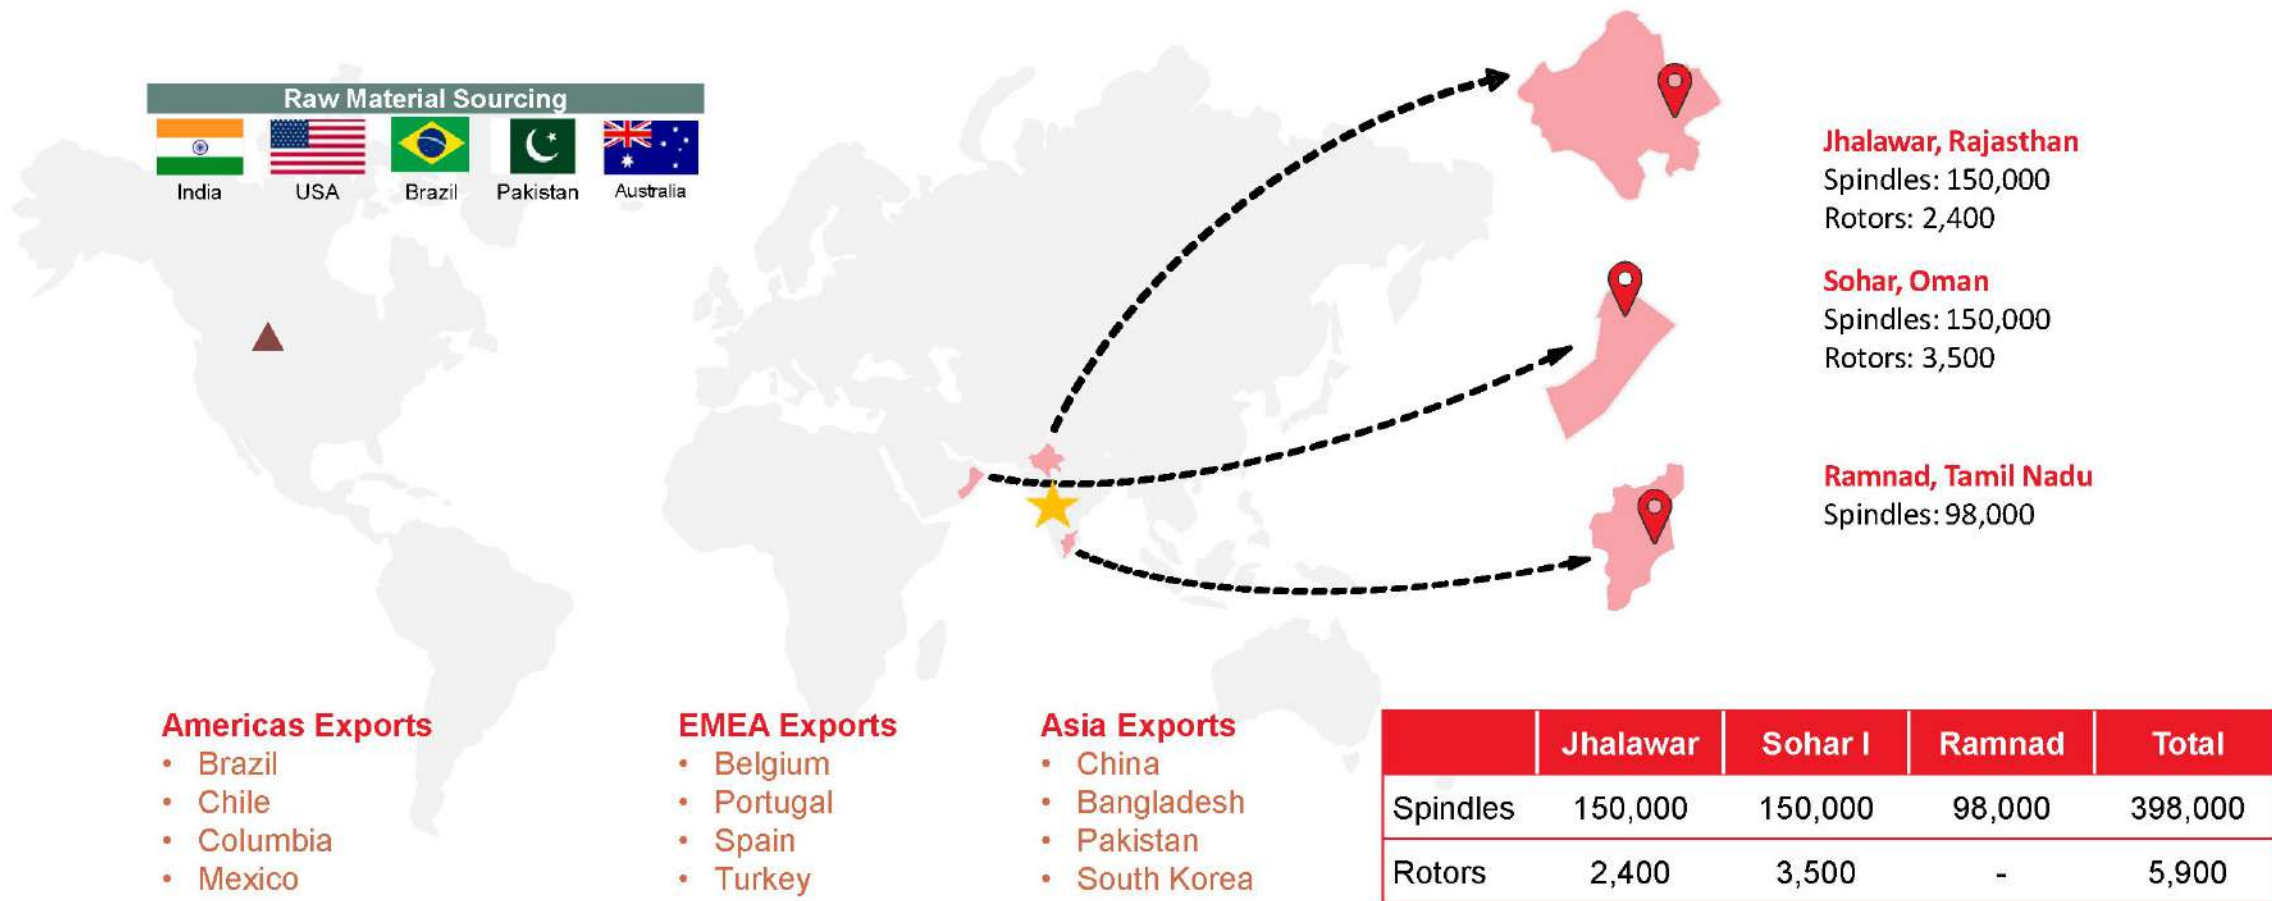 Raw Material Sourcing
India USA Brazil Pakistan Australia
Jhalawar, Rajasthan
Spindles: 150,000
Rotors: 2,400
Sohar, Oman
Spindles: 150,000
Rotors: 3,500
Ramnad, Tamil Nadu
Spindles: 98,000
Americas Exports
• Brazil
• Chile
• Columbia
• Mexico
EMEA Exports
• Belgium
• Portugal
• Spain
• Turkey
Asia Exports
• China
• Bangladesh
• Pakistan
• South Korea
Jhalawar Sohar I Ramnad Total
Spindles 150,000 150,000 98,000 398,000
Rotors 2,400 3,500 - 5,900